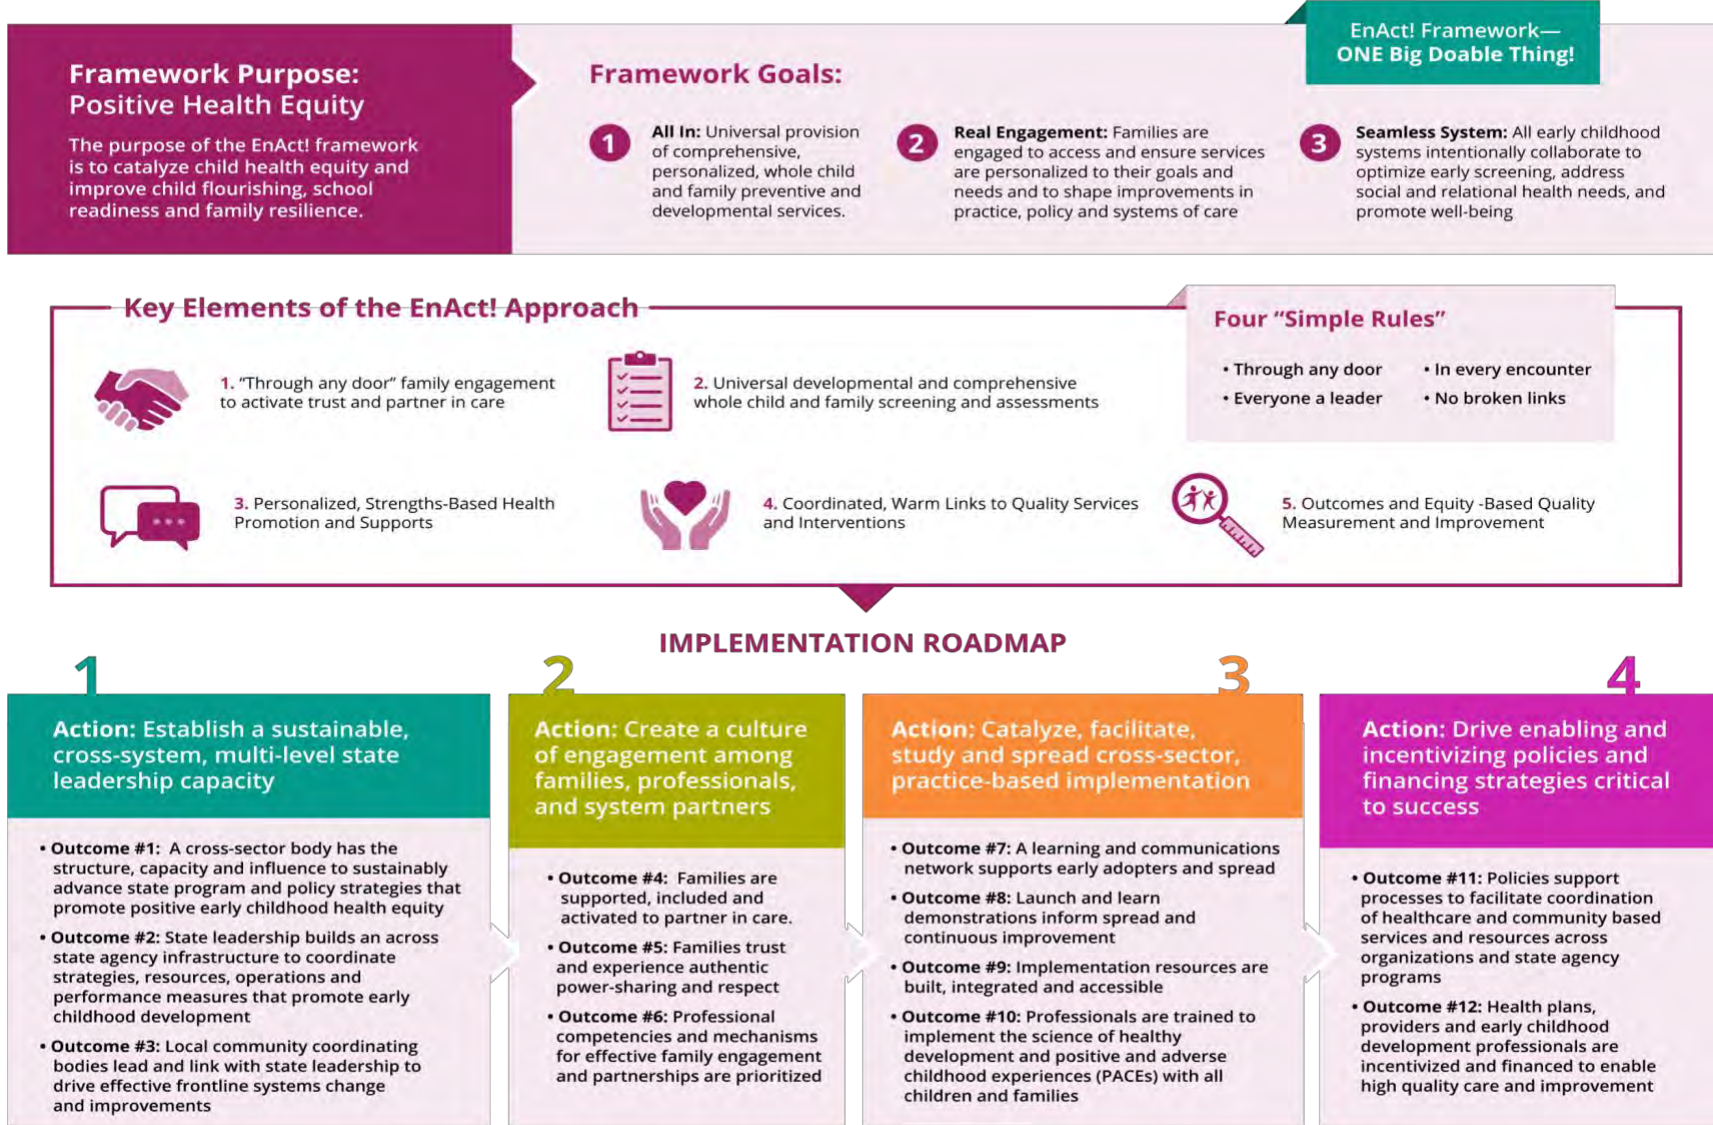 EnAct! Framework—
ONE Big Doable Thing!
Framework Purpose:
Positive Health Equity
The purpose of the EnAct! framework
is to catalyze child health equity and
improve child flourishing, school
readiness and family resilience.
Framework Goals:
1
All In: Universal provision
of comprehensive,
personalized, whole child
and family preventive and
developmental services.
2
Real Engagement: Families are
engaged to access and ensure services
are personalized to their goals and
needs and to shape improvements in
practice, policy and systems of care
3
Seamless System: All early childhood
systems intentionally collaborate to
optimize early screening, address
social and relational health needs, and
promote well-being
Key Elements of the EnAct! Approach
1. "Through any door" family engagement
to activate trust and partner in care
2. Universal developmental and comprehensive
whole child and family screening and assessments
Four "Simple Rules"
• Through any door
• In every encounter
• Everyone a leader
• No broken links
3. Personalized, Strengths-Based Health
Promotion and Supports
4. Coordinated, Warm Links to Quality Services
and Interventions
5. Outcomes and Equity -Based Quality
Measurement and Improvement
IMPLEMENTATION ROADMAP
1
Action: Establish a sustainable,
cross-system, multi-level state
leadership capacity
• Outcome #1: A cross-sector body has the
structure, capacity and influence to sustainably
advance state program and policy strategies that
promote positive early childhood health equity
• Outcome #2: State leadership builds an across
state agency infrastructure to coordinate
strategies, resources, operations and
performance measures that promote early
childhood development
• Outcome #3: Local community coordinating
bodies lead and link with state leadership to
drive effective frontline systems change
and improvements
2
Action: Create a culture
of engagement among
families, professionals,
and system partners
• Outcome #4: Families are
supported, included and
activated to partner in care.
• Outcome #5: Families trust
and experience authentic
power-sharing and respect
• Outcome #6: Professional
competencies and mechanisms
for effective family engagement
and partnerships are prioritized
3
Action: Catalyze, facilitate,
study and spread cross-sector,
practice-based implementation
• Outcome #7: A learning and communications
network supports early adopters and spread
• Outcome #8: Launch and learn
demonstrations inform spread and
continuous improvement
• Outcome #9: Implementation resources are
built, integrated and accessible
• Outcome #10: Professionals are trained to
implement the science of healthy
development and positive and adverse
childhood experiences (PACEs) with all
children and families
4
Action: Drive enabling and
incentivizing policies and
financing strategies critical
to success
• Outcome #11: Policies support
processes to facilitate coordination
of healthcare and community based
services and resources across
organizations and state agency
programs
• Outcome #12: Health plans,
providers and early childhood
development professionals are
incentivized and financed to enable
high quality care and improvement